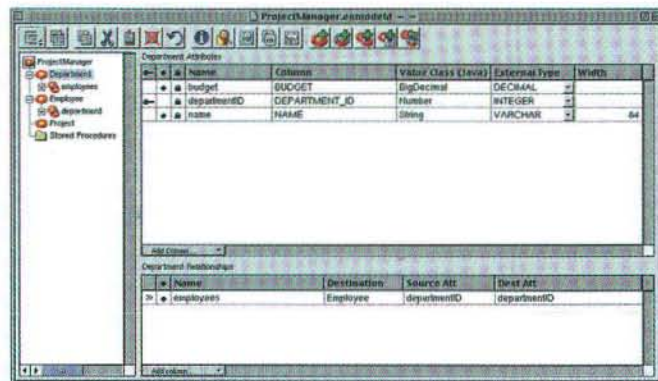 ProjectManager.eomodeld
ProjectManager
Department
employees
Employee
department
Project
Stored Procedures
Department Attributes
Name Column Value Class (Java) External Type Width
budget BUDGET BigDecimal DECIMAL
departmentID DEPARTMENT_ID Number INTEGER
name NAME String VARCHAR 64
Add Column...
Department Relationships
Name Destination Source Att Dest Att
employees Employee departmentID departmentID
Add column...